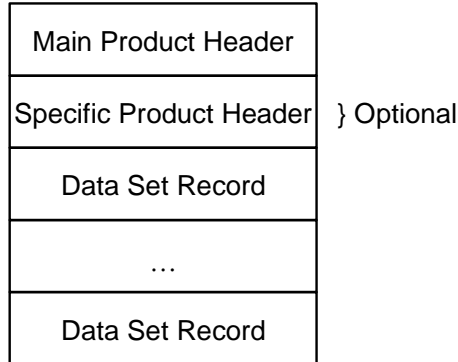 Main Product Header
Specific Product Header } Optional
Data Set Record
…
Data Set Record